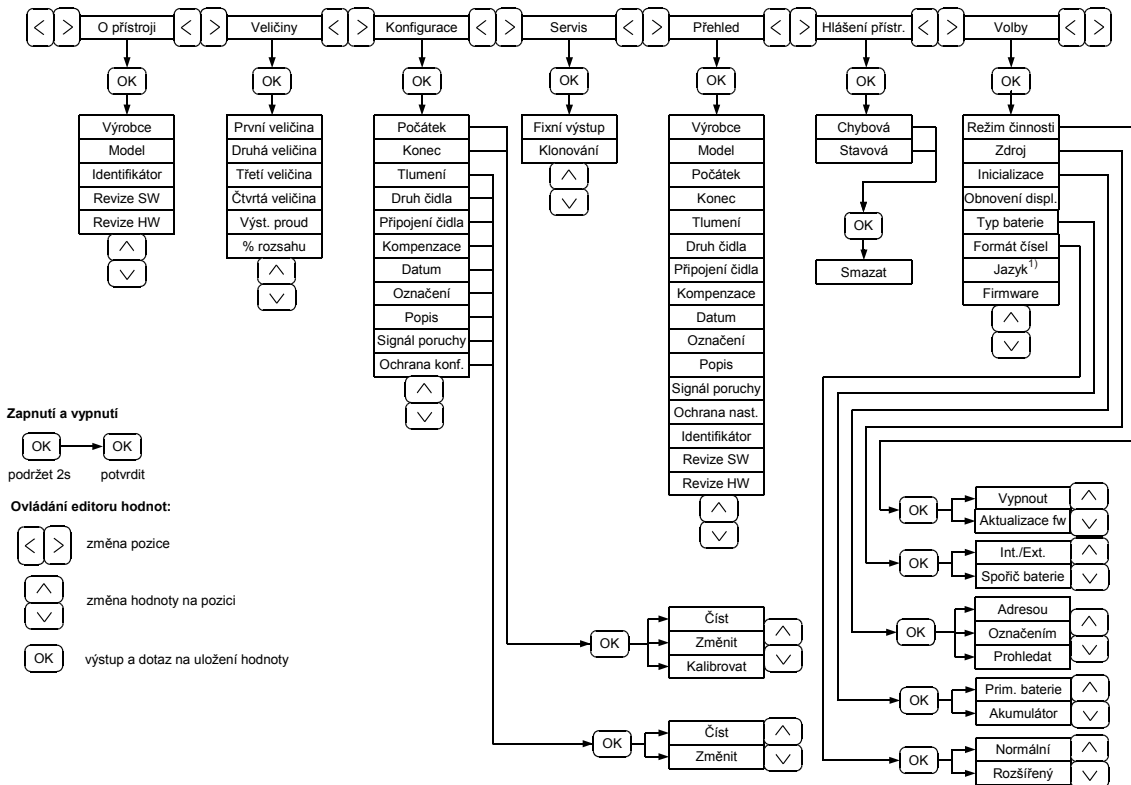 O přístroji
Veličiny
Konfigurace
Servis
Přehled
Hlášení přístr.
Volby
OK
OK
OK
OK
OK
OK
OK
Výrobce
Model
Identifikátor
Revize SW
Revize HW
První veličina
Druhá veličina
Třetí veličina
Čtvrtá veličina
Výst. proud
% rozsahu
Počátek
Konec
Tlumení
Druh čidla
Připojení čidla
Kompenzace
Datum
Označení
Popis
Signál poruchy
Ochrana konf.
Fixní výstup
Klonování
Výrobce
Model
Počátek
Konec
Tlumení
Druh čidla
Připojení čidla
Kompenzace
Datum
Označení
Popis
Signál poruchy
Ochrana nast.
Identifikátor
Revize SW
Revize HW
Chybová
Stavová
OK
Smazat
Režim činnosti
Zdroj
Inicializace
Obnovení displ.
Typ baterie
Formát čísel
Jazyk1)
Firmware
Zapnutí a vypnutí
OK OK
podržet 2s potvrdit
Ovládání editoru hodnot:
změna pozice
změna hodnoty na pozici
OK výstup a dotaz na uložení hodnoty
OK
Číst
Změnit
Kalibrovat
OK
Číst
Změnit
OK
Vypnout
Aktualizace fw
OK
Int./Ext.
Spořič baterie
OK
Adresou
Označením
Prohledat
OK
Prim. baterie
Akumulátor
OK
Normální
Rozšířený